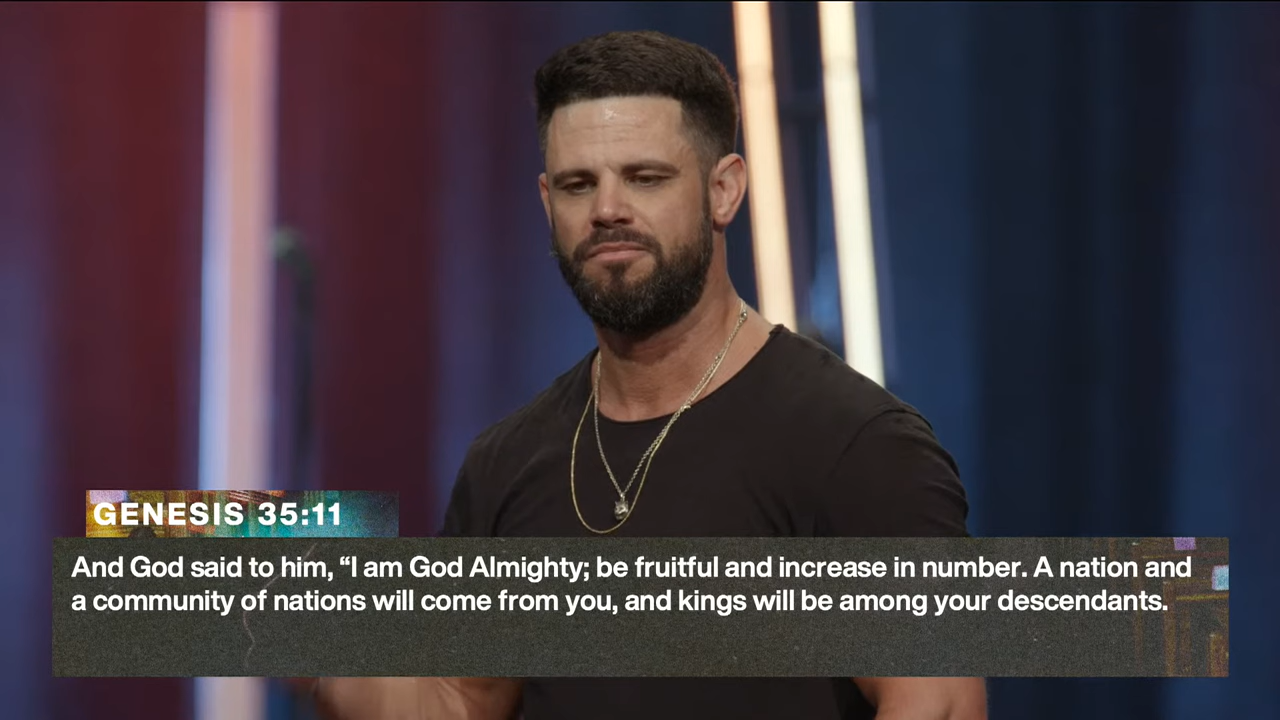 GENESIS 35:11
And God said to him, “I am God Almighty; be fruitful and increase in number. A nation and
a community of nations will come from you, and kings will be among your descendants.